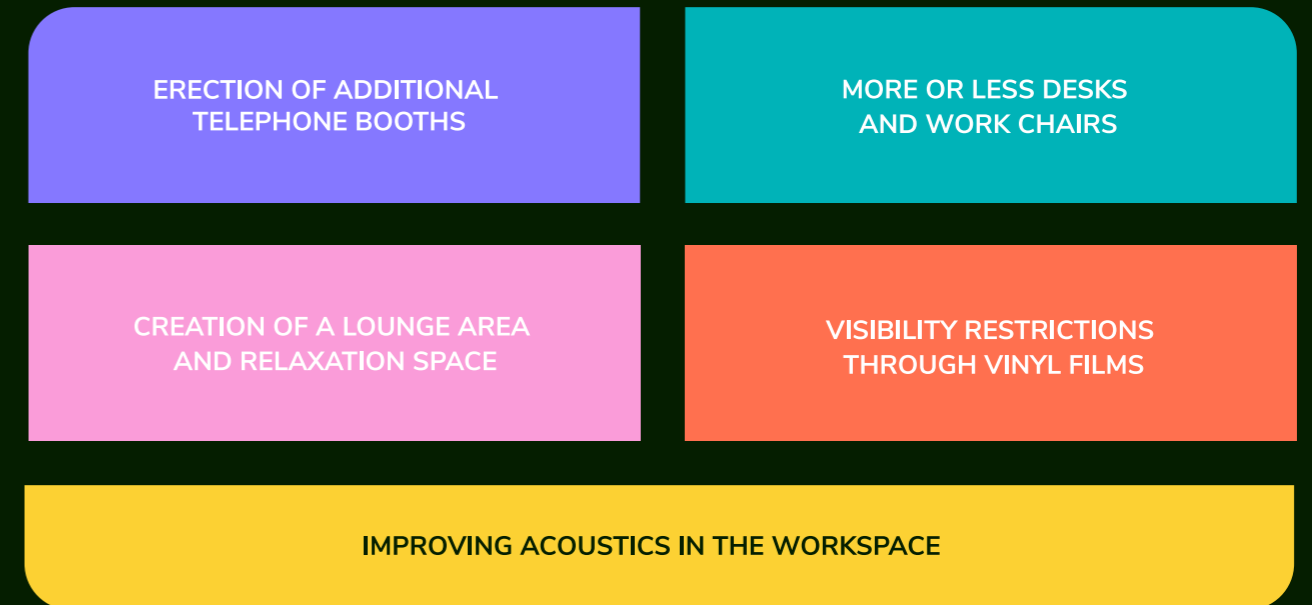 ERECTION OF ADDITIONAL
TELEPHONE BOOTHS
MORE OR LESS DESKS
AND WORK CHAIRS
CREATION OF A LOUNGE AREA
AND RELAXATION SPACE
VISIBILITY RESTRICTIONS
THROUGH VINYL FILMS
IMPROVING ACOUSTICS IN THE WORKSPACE